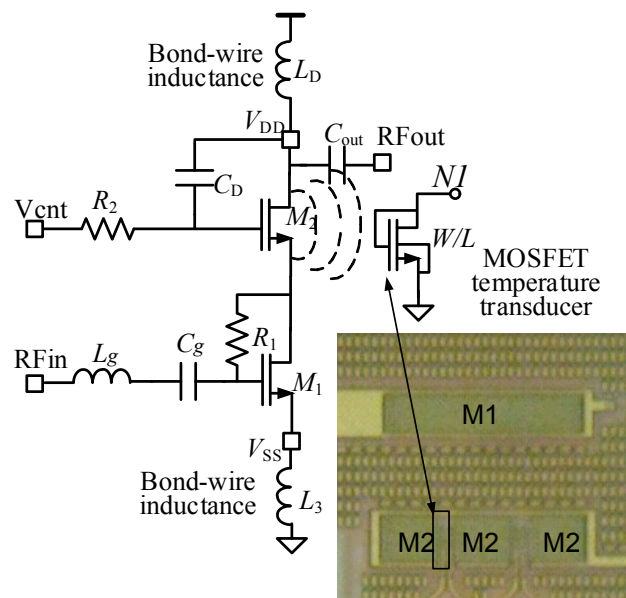 Bond-wire
inductance
L_D
V_DD
C_out
RFout
C_D
N1
Vcnt
R_2
M_2
W/L
MOSFET
temperature
transducer
RFin
L_g
C_g
R_1
M_1
V_SS
Bond-wire
inductance
L_3
M1
M2
M2
M2